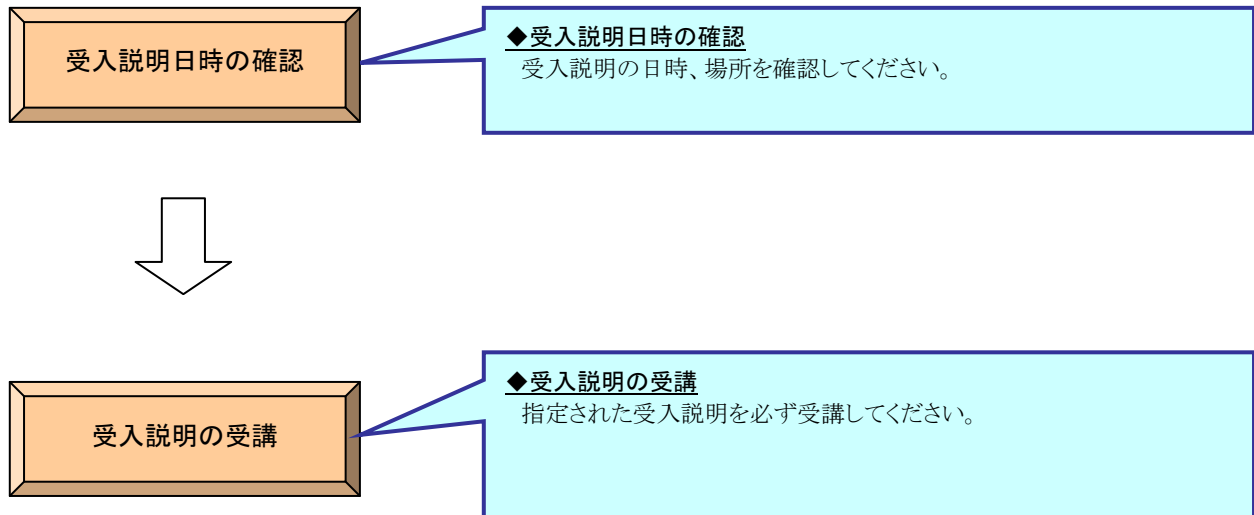 受入説明日時の確認
◆受入説明日時の確認
受入説明の日時、場所を確認してください。
受入説明の受講
◆受入説明の受講
指定された受入説明を必ず受講してください。